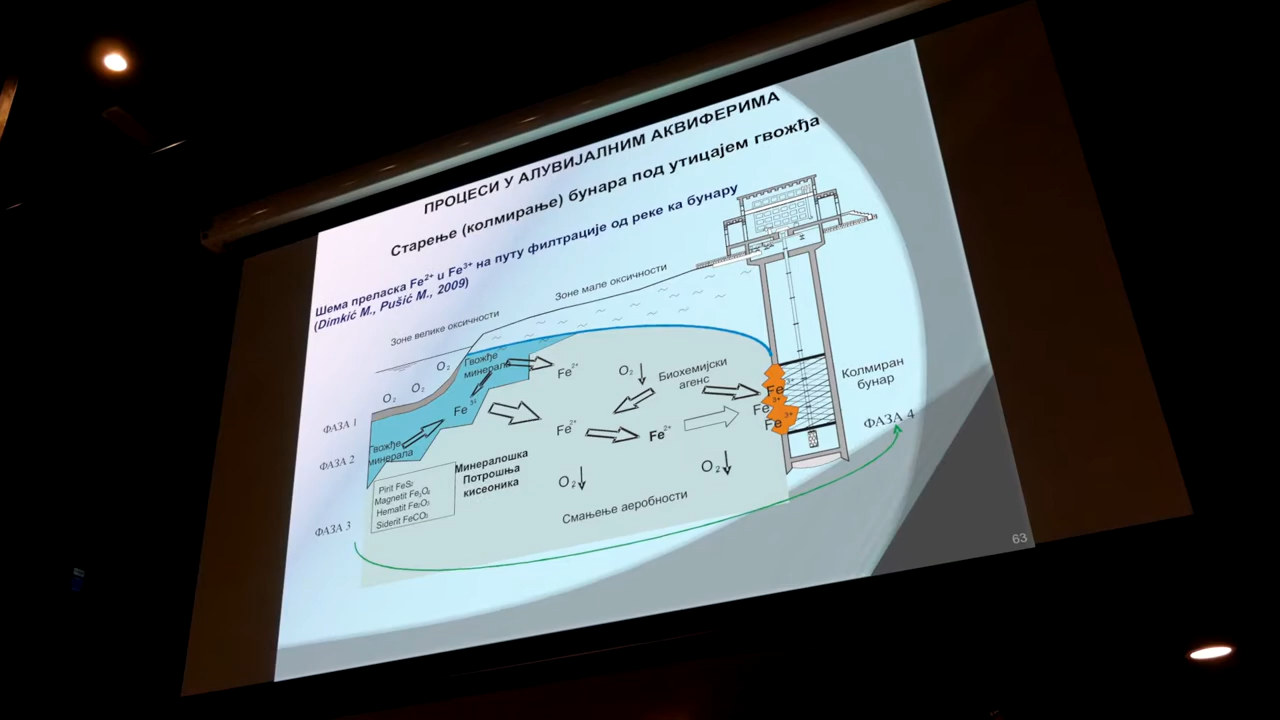 ПРОЦЕСИ У АЛУВИЈАЛНИМ АКВИФЕРИМА
Старење (колмирање) бунара под утицајем гвожђа
Шема преласка Fe²⁺ и Fe³⁺ на путу филтрације од реке ка бунару
(Dimkić M., Pušić M., 2009)
Зоне мале оксичности
Зоне велике оксичности
O₂
O₂
O₂
Гвожђе
минерала
Fe²⁺
O₂
Биохемијски
агенс
Колмиран
бунар
Fe³⁺
Fe³⁺
Fe³⁺
Fe
Fe²⁺
Fe²⁺
ФАЗА 1
ФАЗА 2
ФАЗА 3
ФАЗА 4
Гвожђе
минерала
Минералошка
Потрошња
кисеоника
Pirit FeS₂
Magnetit Fe₃O₄
Hematit Fe₂O₃
Siderit FeCO₃
O₂
O₂
Смањење аеробности
63